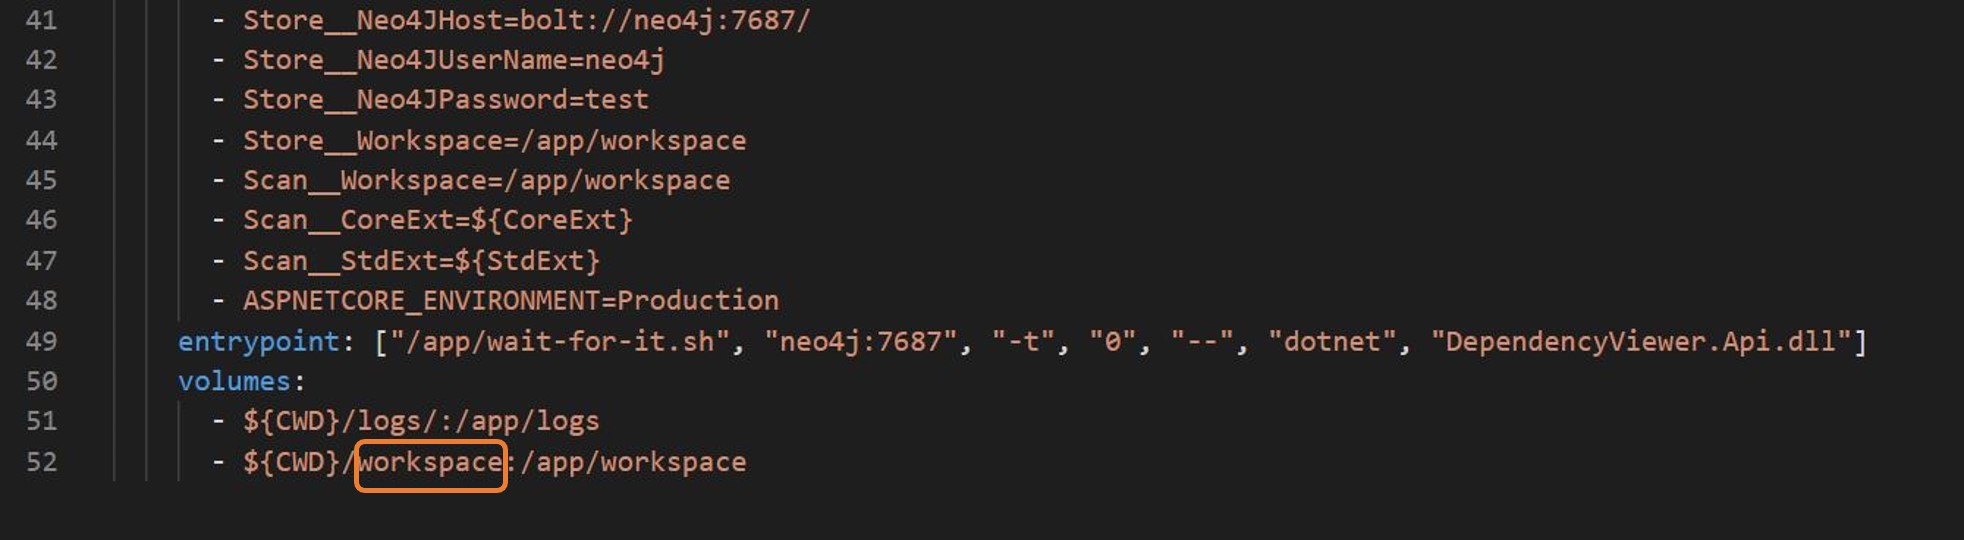 41 - Store__Neo4JHost=bolt://neo4j:7687/
42 - Store__Neo4JUserName=neo4j
43 - Store__Neo4JPassword=test
44 - Store__Workspace=/app/workspace
45 - Scan__Workspace=/app/workspace
46 - Scan__CoreExt=${CoreExt}
47 - Scan__StdExt=${StdExt}
48 - ASPNETCORE_ENVIRONMENT=Production
49 entrypoint: ["/app/wait-for-it.sh", "neo4j:7687", "-t", "0", "--", "dotnet", "DependencyViewer.Api.dll"]
50 volumes:
51 - ${CWD}/logs/:/app/logs
52 - ${CWD}/workspace:/app/workspace